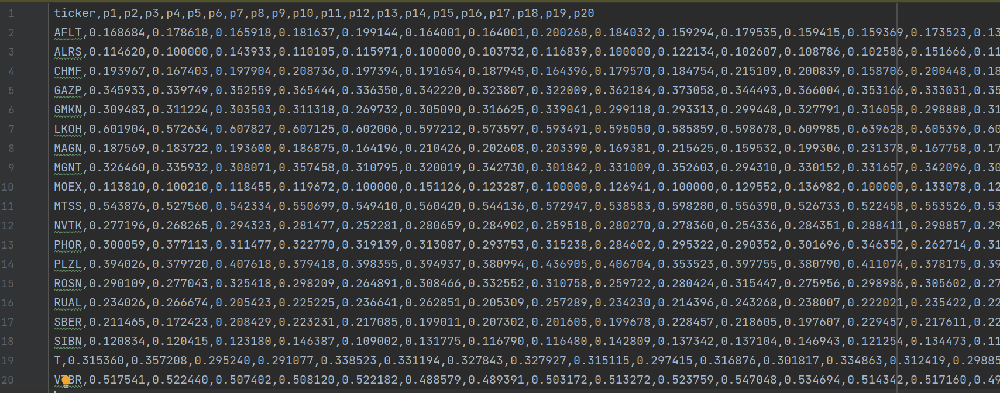 1 ticker,p1,p2,p3,p4,p5,p6,p7,p8,p9,p10,p11,p12,p13,p14,p15,p16,p17,p18,p19,p20
2 AFLT,0.168684,0.178618,0.165918,0.181637,0.199144,0.164001,0.164001,0.200268,0.184032,0.159294,0.179535,0.159415,0.159369,0.173523,0.13
3 ALRS,0.114620,0.100000,0.143933,0.110105,0.115971,0.100000,0.103732,0.116839,0.100000,0.122134,0.102607,0.108786,0.102586,0.151666,0.11
4 CHMF,0.193967,0.167403,0.197904,0.208736,0.197394,0.191654,0.187945,0.164396,0.179570,0.184754,0.215109,0.200839,0.158706,0.200448,0.18
5 GAZP,0.345933,0.339749,0.352559,0.365444,0.336350,0.342220,0.323807,0.322009,0.362184,0.373058,0.344493,0.366004,0.353166,0.333031,0.35
6 GMKN,0.309483,0.311224,0.303503,0.311318,0.269732,0.305090,0.316625,0.339041,0.299118,0.293313,0.299448,0.327791,0.316058,0.298888,0.31
7 LKOH,0.601904,0.572634,0.607827,0.607125,0.602006,0.597212,0.573597,0.593491,0.595050,0.585859,0.598678,0.609985,0.639628,0.605396,0.60
8 MAGN,0.187569,0.183722,0.193600,0.186875,0.164196,0.210426,0.202608,0.203390,0.169381,0.215625,0.159532,0.199306,0.231378,0.167758,0.17
9 MGNT,0.326460,0.335932,0.308071,0.357458,0.310795,0.320019,0.342730,0.301842,0.331009,0.352603,0.294310,0.330152,0.331657,0.342096,0.30
10 MOEX,0.113810,0.100210,0.118455,0.119672,0.100000,0.151126,0.123287,0.100000,0.126941,0.100000,0.129552,0.136982,0.100000,0.133078,0.12
11 MTSS,0.543876,0.527560,0.542334,0.550699,0.549410,0.560420,0.544136,0.572947,0.538583,0.598280,0.556390,0.526733,0.522458,0.553526,0.53
12 NVTK,0.277196,0.268265,0.294323,0.281477,0.252281,0.280659,0.284902,0.259518,0.280270,0.278360,0.254336,0.284351,0.288411,0.298857,0.29
13 PHOR,0.300059,0.377113,0.311477,0.322770,0.319139,0.313087,0.293753,0.315238,0.284602,0.295322,0.290352,0.301696,0.346352,0.262714,0.31
14 PLZL,0.394026,0.379720,0.407618,0.379418,0.398355,0.394937,0.380994,0.436905,0.406704,0.353523,0.397755,0.380790,0.411074,0.378175,0.39
15 ROSN,0.290109,0.277043,0.325418,0.298209,0.264891,0.308466,0.332552,0.310758,0.259722,0.280424,0.315447,0.275956,0.298986,0.305602,0.27
16 RUAL,0.234026,0.266674,0.205423,0.225225,0.236641,0.262851,0.205309,0.257289,0.234230,0.214396,0.243268,0.238007,0.222021,0.235422,0.22
17 SBER,0.211465,0.172423,0.208429,0.223231,0.217085,0.199011,0.207302,0.201605,0.199678,0.228457,0.218605,0.197607,0.229457,0.217611,0.22
18 SIBN,0.120834,0.120415,0.123180,0.146387,0.109002,0.131775,0.116790,0.116480,0.142809,0.137342,0.137104,0.146943,0.121254,0.134473,0.11
19 T,0.315360,0.357208,0.295240,0.291077,0.338523,0.331194,0.327843,0.327927,0.315115,0.297415,0.316876,0.301817,0.334863,0.312419,0.29885
20 VTBR,0.517541,0.522440,0.507402,0.508120,0.522182,0.488579,0.489391,0.503172,0.513272,0.523759,0.547048,0.534694,0.514342,0.517160,0.49